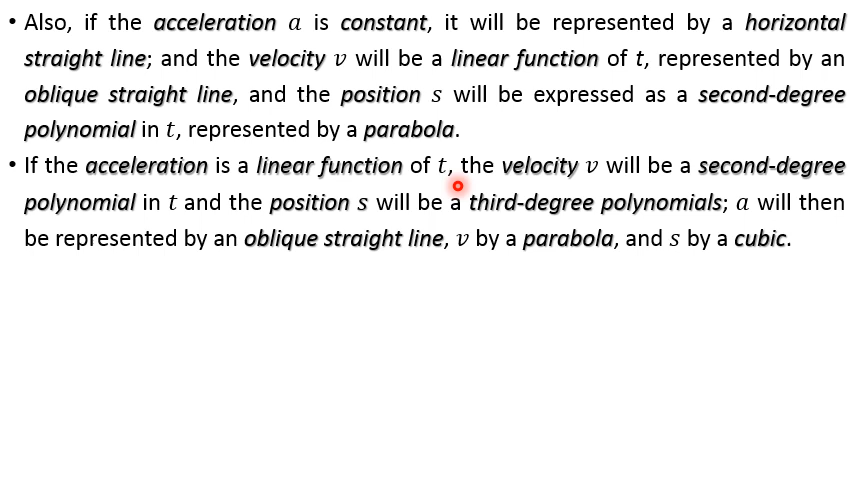 • Also, if the acceleration a is constant, it will be represented by a horizontal
straight line; and the velocity v will be a linear function of t, represented by an
oblique straight line, and the position s will be expressed as a second-degree
polynomial in t, represented by a parabola.
• If the acceleration is a linear function of t, the velocity v will be a second-degree
polynomial in t and the position s will be a third-degree polynomials; a will then
be represented by an oblique straight line, v by a parabola, and s by a cubic.